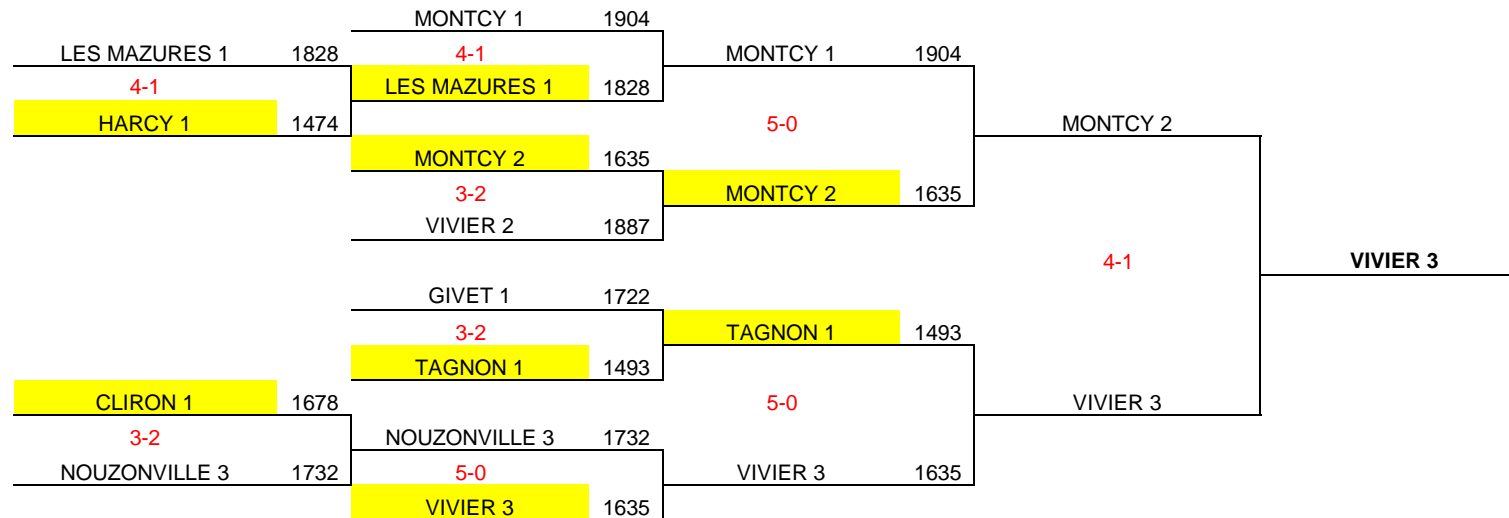 MONTCY 1 1904
LES MAZURES 1 1828 4-1 MONTCY 1 1904
4-1 LES MAZURES 1 1828
HARCY 1 1474 5-0 MONTCY 2
MONTCY 2 1635
3-2 MONTCY 2 1635
VIVIER 2 1887
4-1 VIVIER 3
GIVET 1 1722
3-2 TAGNON 1 1493
TAGNON 1 1493
CLIRON 1 1678 5-0 VIVIER 3
3-2 NOUZONVILLE 3 1732
NOUZONVILLE 3 1732 5-0 VIVIER 3 1635
VIVIER 3 1635